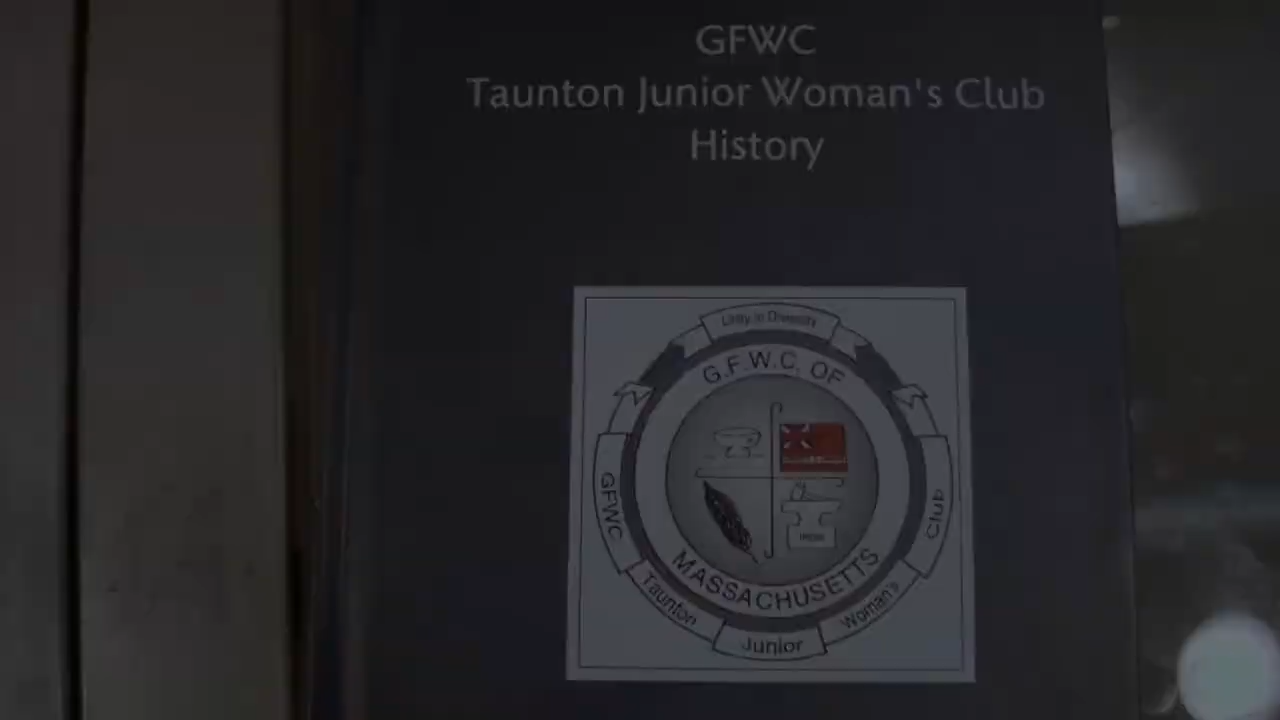 GFWC
Taunton Junior Woman's Club
History
Unity in Diversity
G.F.W.C. OF
MASSACHUSETTS
GFWC
Taunton
Junior
Woman's
Club